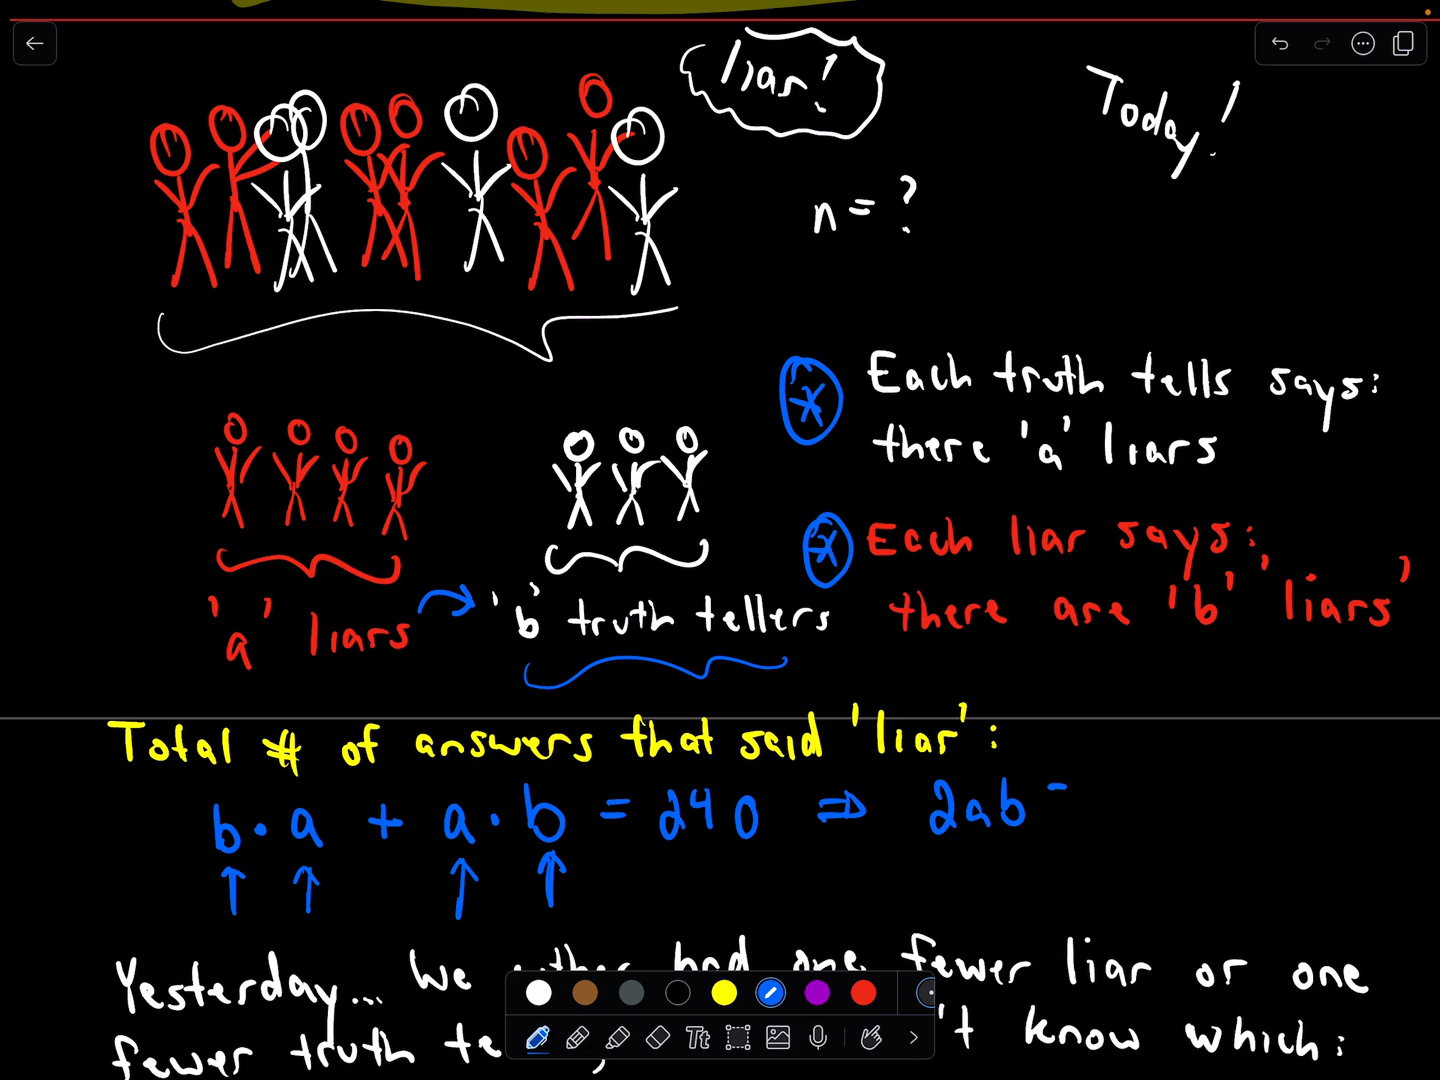 liar!
Today!
n = ?
Each truth tells says:
there 'a' liars
Each liar says:
there are 'b' 'liars'
'a' liars
'b' truth tellers
Total # of answers that said 'liar':
b · a + a · b = 240 ⇒ 2ab -
Yesterday... we either had one fewer liar or one
fewer truth te 't know which:
Tt